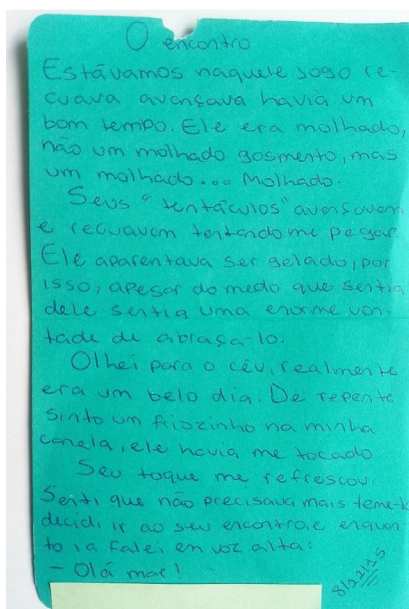 O encontro
Estávamos naquele jogo re-
cuava avançava havia um
bom tempo. Ele era molhado,
não um molhado gosmento, mas
um molhado... Molhado.
Seus "tentáculos" avançavam
e recuavam tentando me pegar.
Ele aparentava ser gelado, por
isso, apesar do medo que sentia
dele sentia uma enorme von-
tade de abraça-lo.
Olhei para o céu, realmente
era um belo dia. De repente
sinto um friozinho na minha
canela, ele havia me tocado.
Seu toque me refrescou.
Senti que não precisava mais teme-lo
decidi ir ao seu encontro, e enquan-
to ia falei em voz alta:
- Olá mar!
8/22/15